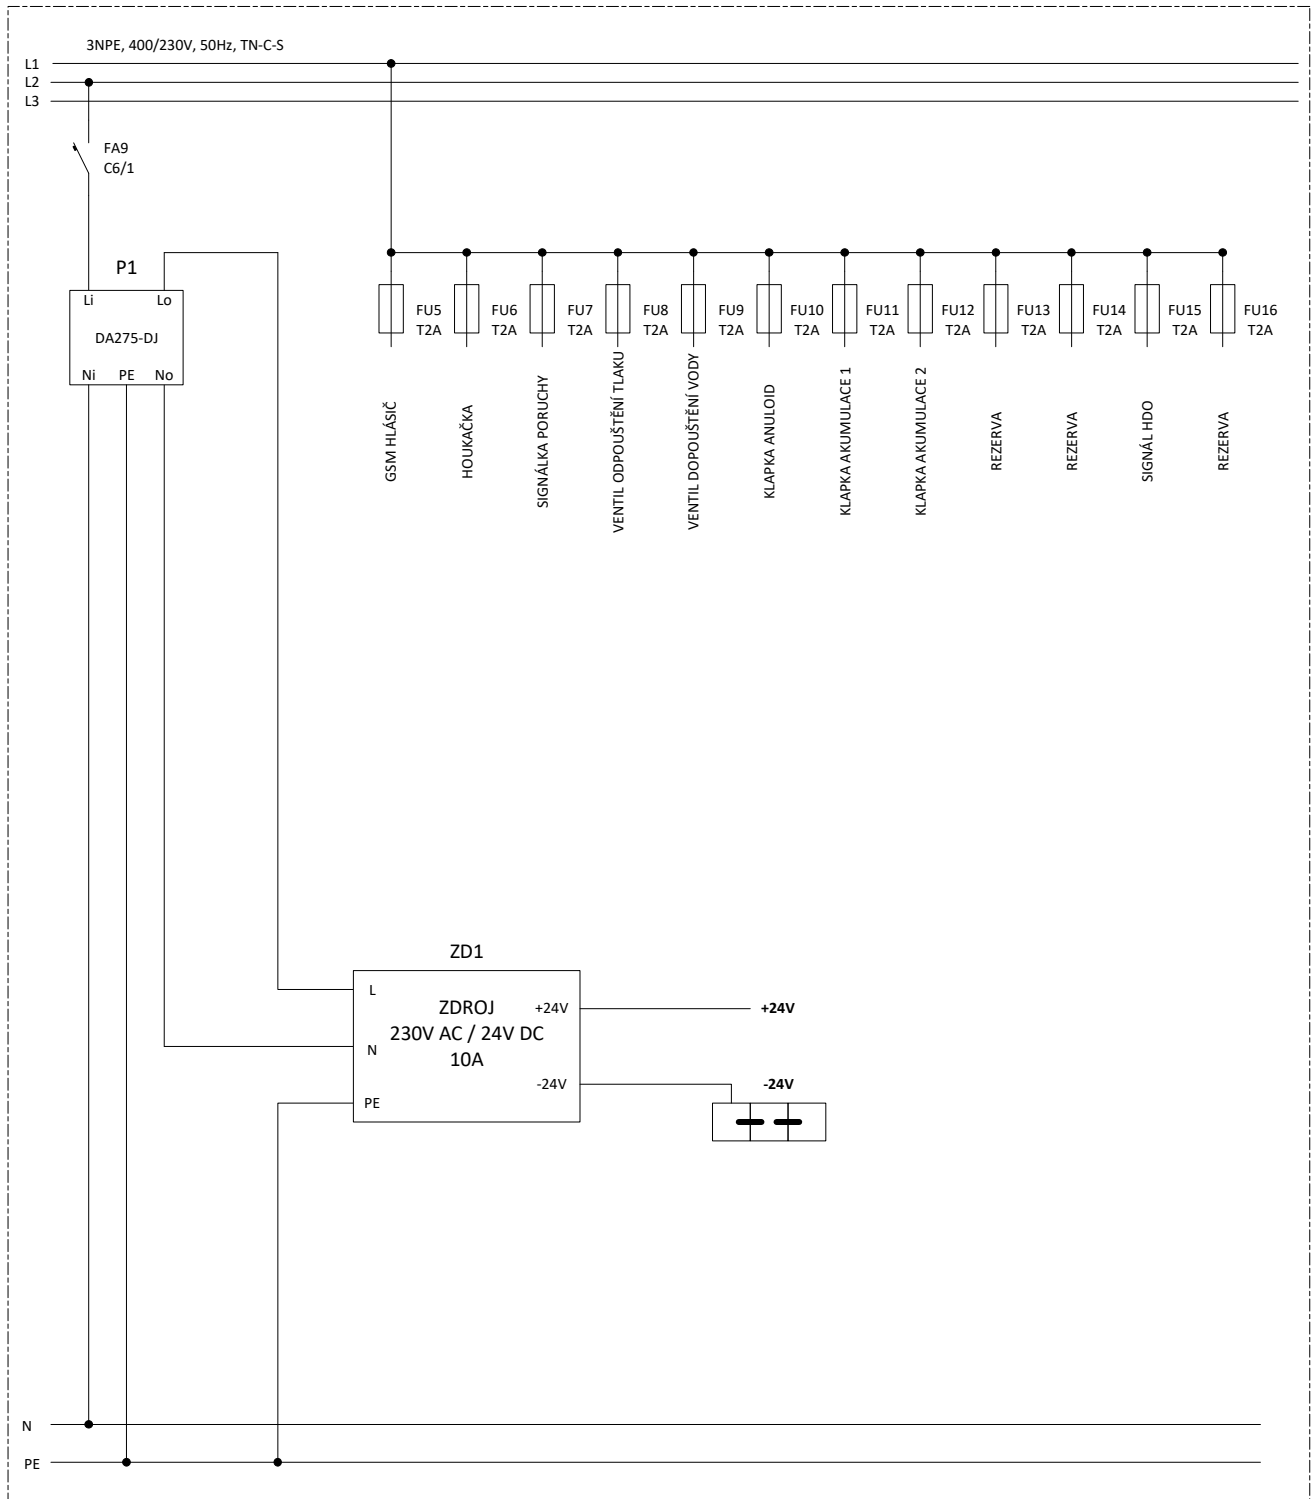 3NPE, 400/230V, 50Hz, TN-C-S
L1
L2
L3
FA9
C6/1
P1
Li
Lo
DA275-DJ
Ni
PE
No
FU5
T2A
FU6
T2A
FU7
T2A
FU8
T2A
FU9
T2A
FU10
T2A
FU11
T2A
FU12
T2A
FU13
T2A
FU14
T2A
FU15
T2A
FU16
T2A
GSM HLÁSIČ
HOUKAČKA
SIGNÁLKA PORUCHY
VENTIL ODPOUŠTĚNÍ TLAKU
VENTIL DOPOUŠTĚNÍ VODY
KLAPKA ANULOID
KLAPKA AKUMULACE 1
KLAPKA AKUMULACE 2
REZERVA
REZERVA
SIGNÁL HDO
REZERVA
ZD1
L
N
PE
ZDROJ
230V AC / 24V DC
10A
+24V
-24V
+24V
-24V
N
PE